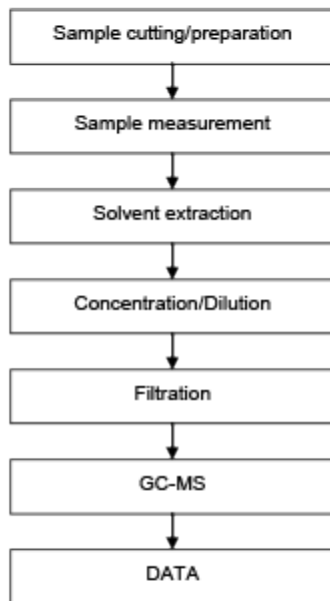 Sample cutting/preparation
Sample measurement
Solvent extraction
Concentration/Dilution
Filtration
GC-MS
DATA